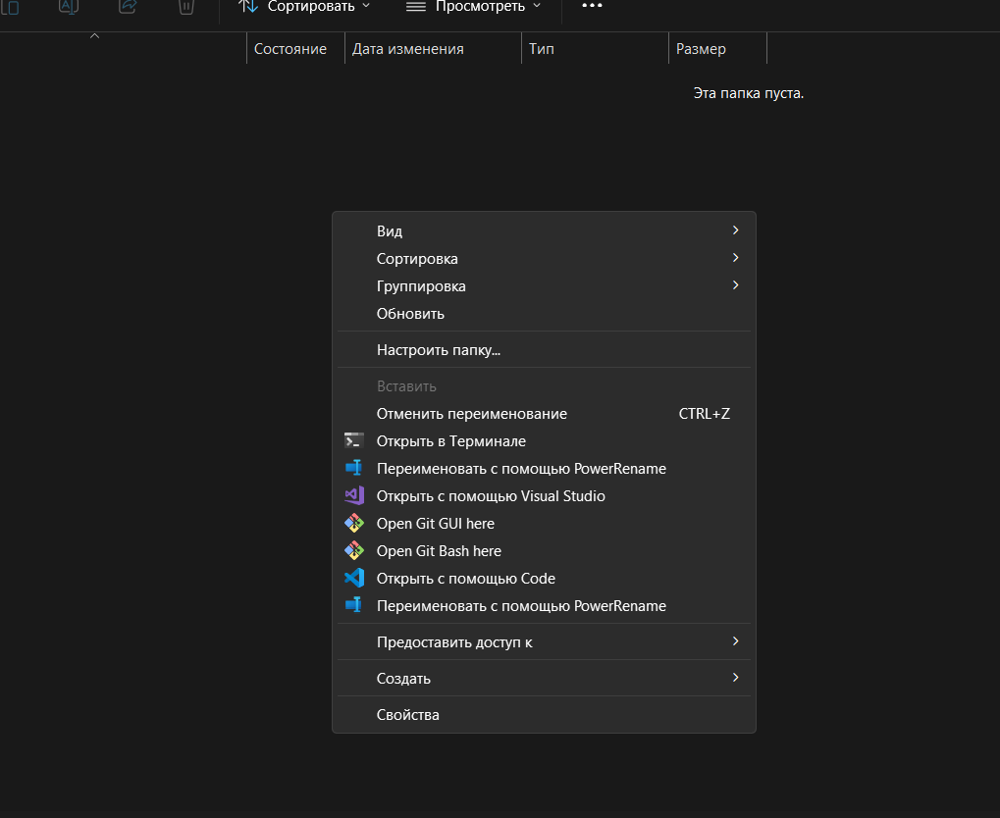 Сортировать
Просмотреть
Состояние
Дата изменения
Тип
Размер
Эта папка пуста.
Вид
Сортировка
Группировка
Обновить
Настроить папку...
Вставить
Отменить переименование CTRL+Z
Открыть в Терминале
Переименовать с помощью PowerRename
Открыть с помощью Visual Studio
Open Git GUI here
Open Git Bash here
Открыть с помощью Code
Переименовать с помощью PowerRename
Предоставить доступ к
Создать
Свойства